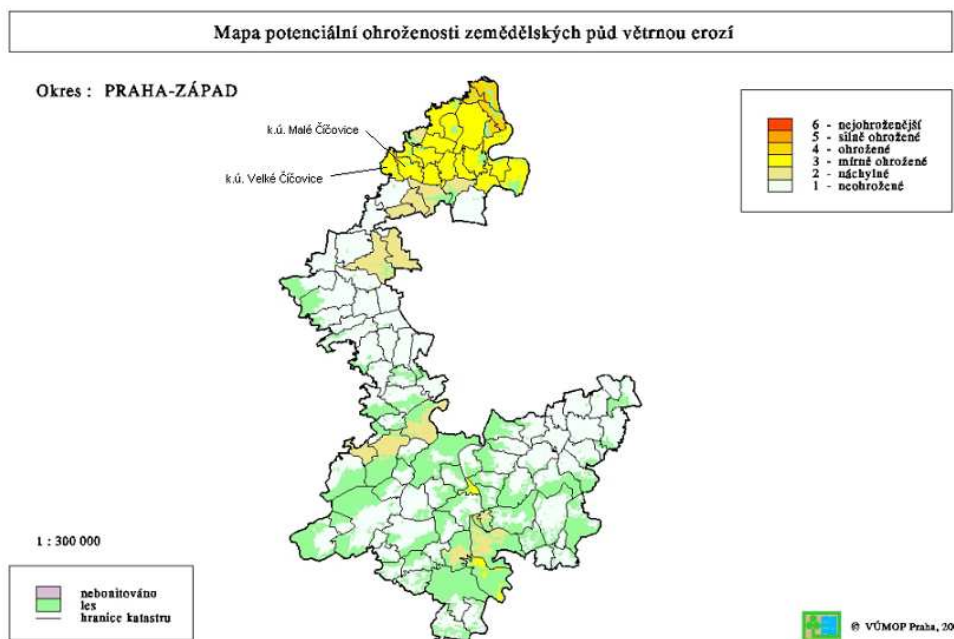 Mapa potenciální ohroženosti zemědělských půd větrnou erozí
Okres : PRAHA-ZÁPAD
k.ú. Malé Číčovice
k.ú. Velké Číčovice
6 - nejohroženější
5 - silně ohrožené
4 - ohrožené
3 - mírně ohrožené
2 - náchylné
1 - neohrožené
1 : 300 000
nebonitováno
les
hranice katastru
© VÚMOP Praha, 20